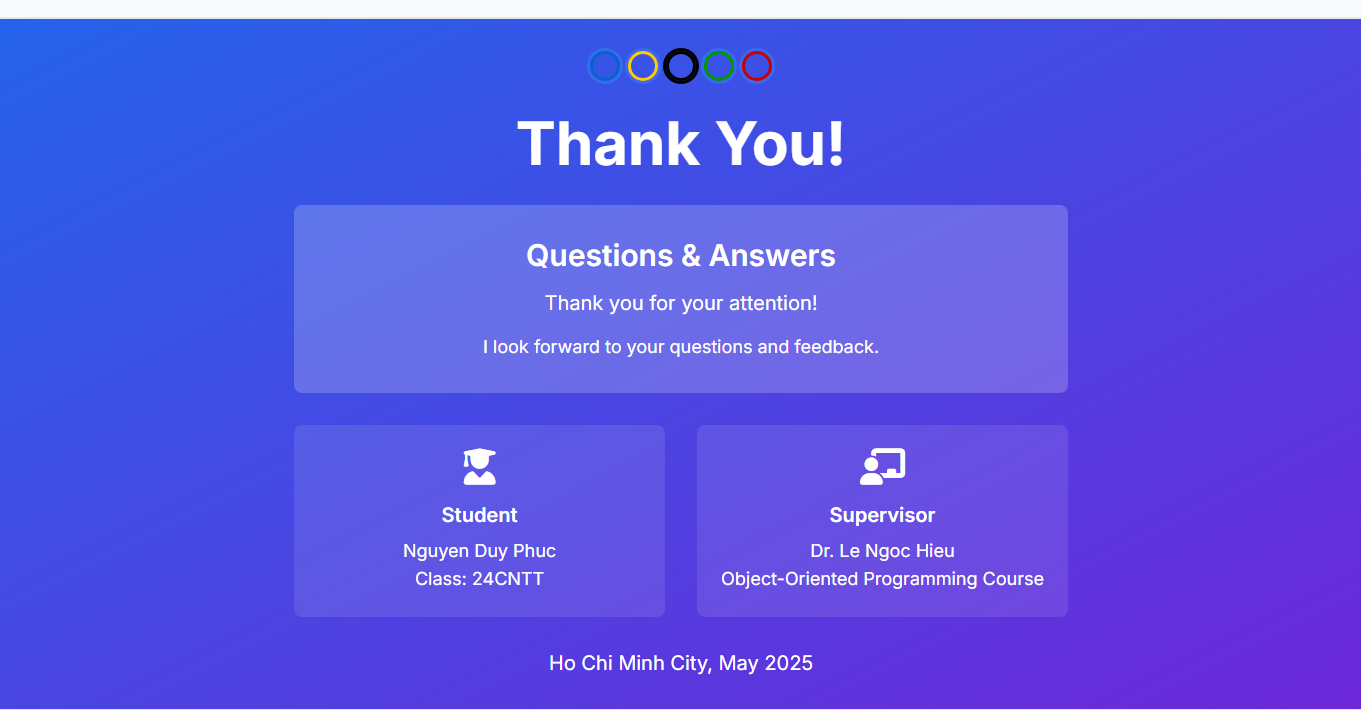 Thank You!
Questions & Answers
Thank you for your attention!
I look forward to your questions and feedback.
Student
Nguyen Duy Phuc
Class: 24CNTT
Supervisor
Dr. Le Ngoc Hieu
Object-Oriented Programming Course
Ho Chi Minh City, May 2025